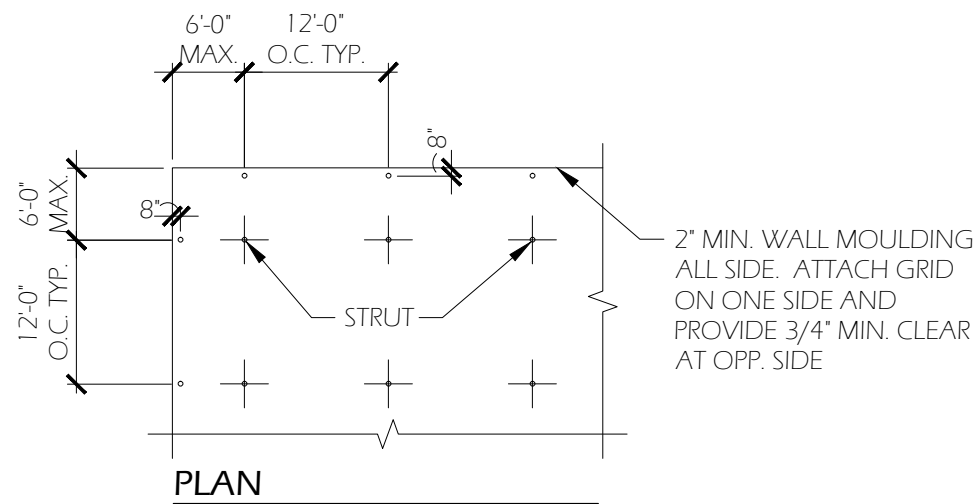 6'-0"
MAX.
12'-0"
O.C. TYP.
8"
6'-0"
MAX.
8"
12'-0"
O.C. TYP.
STRUT
2" MIN. WALL MOULDING
ALL SIDE. ATTACH GRID
ON ONE SIDE AND
PROVIDE 3/4" MIN. CLEAR
AT OPP. SIDE
PLAN